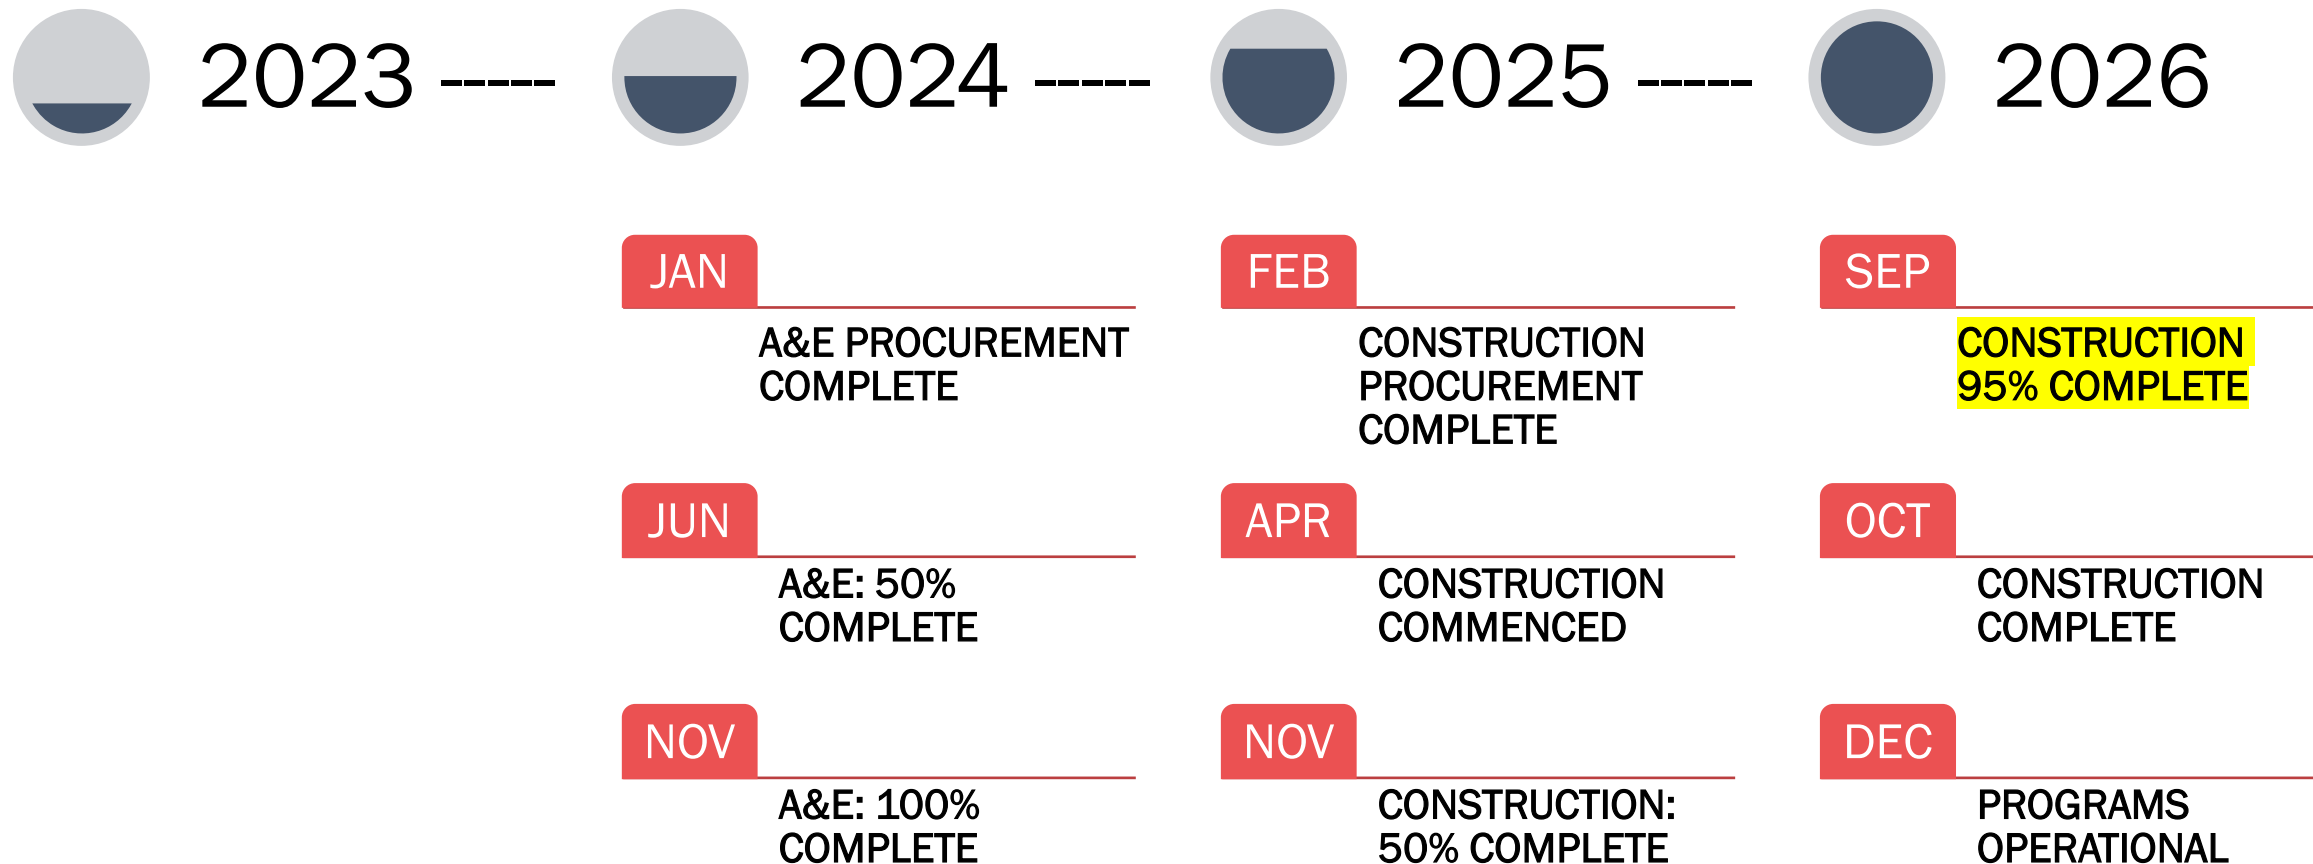 2023 -----
2024 -----
2025 -----
2026
JAN
A&E PROCUREMENT
COMPLETE
JUN
A&E: 50%
COMPLETE
NOV
A&E: 100%
COMPLETE
FEB
CONSTRUCTION
PROCUREMENT
COMPLETE
APR
CONSTRUCTION
COMMENCED
NOV
CONSTRUCTION:
50% COMPLETE
SEP
CONSTRUCTION
95% COMPLETE
OCT
CONSTRUCTION
COMPLETE
DEC
PROGRAMS
OPERATIONAL